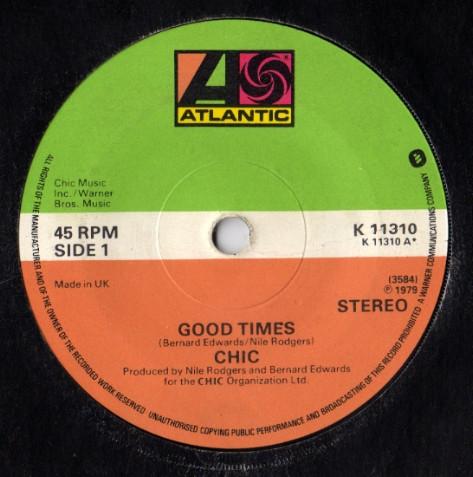 ATLANTIC
Chic Music
Inc./Warner
Bros. Music
45 RPM
SIDE 1
K 11310
K 11310 A*
Made in UK
(3584)
℗ 1979
STEREO
GOOD TIMES
(Bernard Edwards/Nile Rodgers)
CHIC
Produced by Nile Rodgers and Bernard Edwards
for the CHIC Organization Ltd.
ALL RIGHTS OF THE MANUFACTURER AND OF THE OWNER OF THE RECORDED WORK RESERVED UNAUTHORISED COPYING PUBLIC PERFORMANCE AND BROADCASTING OF THIS RECORD PROHIBITED A WARNER COMMUNICATIONS COMPANY